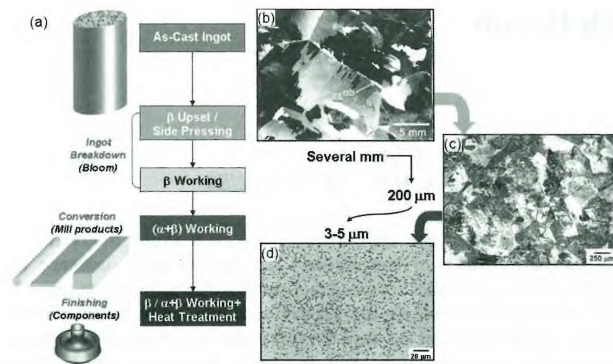 (a)
As-Cast Ingot
β Upset /
Side Pressing
Ingot
Breakdown
(Bloom)
β Working
Conversion
(Mill products)
(α+β) Working
Finishing
(Components)
β / α+β Working+
Heat Treatment
(b)
5 mm
Several mm
200 μm
3-5 μm
(c)
250 μm
(d)
20 μm